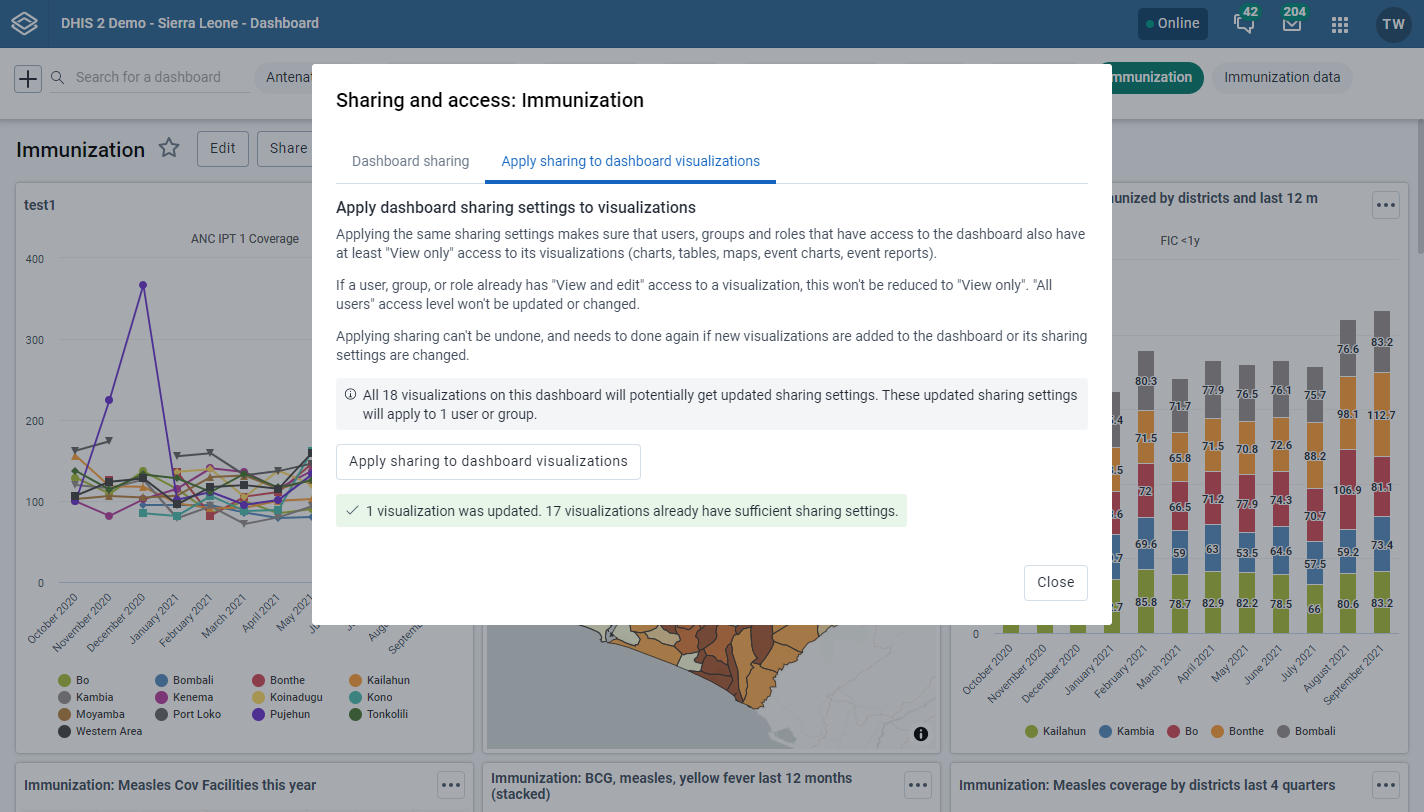 DHIS 2 Demo - Sierra Leone - Dashboard
Online
42
204
TW
Search for a dashboard
Antenat
mmunization
Immunization data
Immunization
Edit
Share
Sharing and access: Immunization
Dashboard sharing
Apply sharing to dashboard visualizations
Apply dashboard sharing settings to visualizations
Applying the same sharing settings makes sure that users, groups and roles that have access to the dashboard also have
at least "View only" access to its visualizations (charts, tables, maps, event charts, event reports).
If a user, group, or role already has "View and edit" access to a visualization, this won't be reduced to "View only". "All
users" access level won't be updated or changed.
Applying sharing can't be undone, and needs to done again if new visualizations are added to the dashboard or its sharing
settings are changed.
All 18 visualizations on this dashboard will potentially get updated sharing settings. These updated sharing settings
will apply to 1 user or group.
Apply sharing to dashboard visualizations
1 visualization was updated. 17 visualizations already have sufficient sharing settings.
Close
test1
ANC IPT 1 Coverage
400
300
200
100
0
October 2020
November 2020
December 2020
January 2021
February 2021
March 2021
April 2021
May 2021
Bo
Bombali
Bonthe
Kailahun
Kambia
Kenema
Koinadugu
Kono
Moyamba
Port Loko
Pujehun
Tonkolili
Western Area
unized by districts and last 12 m
FIC <1y
80.3
71.5
72
69.6
85.8
71.7
65.8
66.5
59
78.7
77.9
71.5
71.2
63
82.9
76.5
70.8
77.9
53.5
82.2
76.1
72.6
74.3
64.6
78.5
75.7
88.2
70.7
57.5
66
76.6
98.1
106.9
59.2
80.6
83.2
112.7
81.1
73.4
83.2
0
October 2020
November 2020
December 2020
January 2021
February 2021
March 2021
April 2021
May 2021
June 2021
July 2021
August 2021
September 2021
Kailahun
Kambia
Bo
Bonthe
Bombali
Immunization: Measles Cov Facilities this year
Immunization: BCG, measles, yellow fever last 12 months
(stacked)
Immunization: Measles coverage by districts last 4 quarters